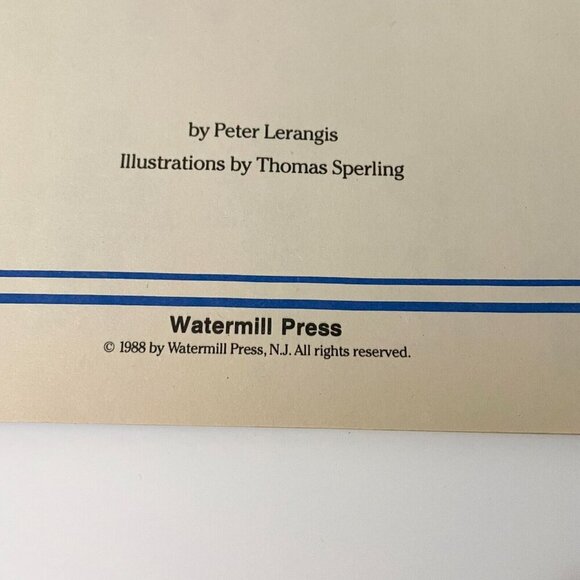 by Peter Lerangis
Illustrations by Thomas Sperling
Watermill Press
© 1988 by Watermill Press, N.J. All rights reserved.